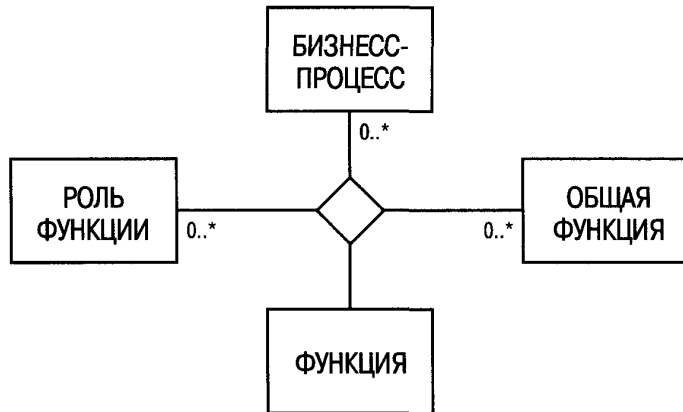 БИЗНЕСС-
ПРОЦЕСС
0..*
РОЛЬ
ФУНКЦИИ
0..*
0..*
ОБЩАЯ
ФУНКЦИЯ
ФУНКЦИЯ